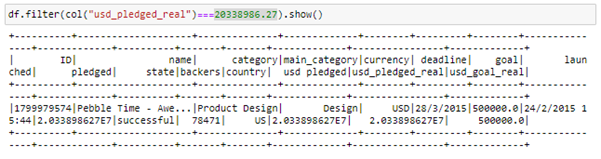 df.filter(col("usd_pledged_real")===20338986.27).show()
+----------+--------------------+--------------+-------------+--------+---------+--------+------------
----+-------------+----------+-------+-------+-------------+----------------+-------------+
|        ID|                name|      category|main_category|currency| deadline|    goal|        laun
ched|      pledged|     state|backers|country|  usd pledged|usd_pledged_real|usd_goal_real|
+----------+--------------------+--------------+-------------+--------+---------+--------+------------
----+-------------+----------+-------+-------+-------------+----------------+-------------+
|1799979574|Pebble Time - Awe...|Product Design|       Design|     USD|28/3/2015|500000.0|24/2/2015 1
5:44|2.033898627E7|successful|  78471|     US|2.033898627E7|   2.033898627E7|     500000.0|
+----------+--------------------+--------------+-------------+--------+---------+--------+------------
----+-------------+----------+-------+-------+-------------+----------------+-------------+